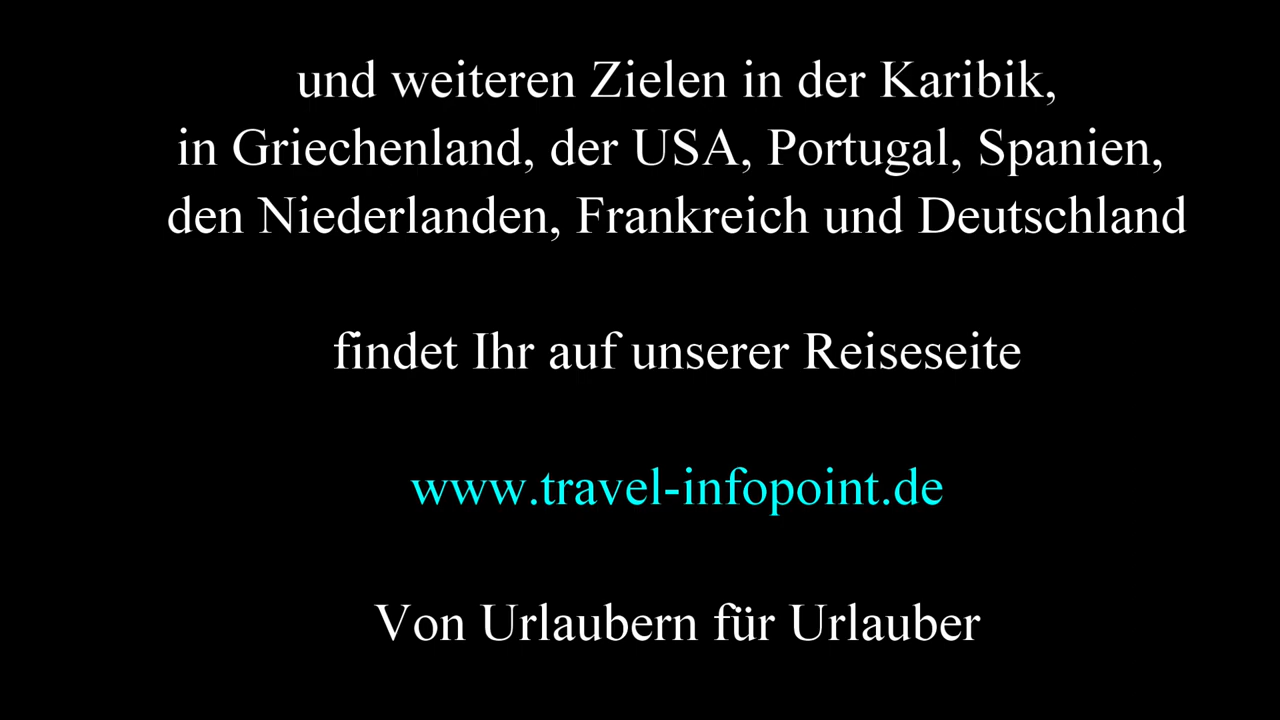 und weiteren Zielen in der Karibik,
in Griechenland, der USA, Portugal, Spanien,
den Niederlanden, Frankreich und Deutschland
findet Ihr auf unserer Reiseseite
www.travel-infopoint.de
Von Urlaubern für Urlauber